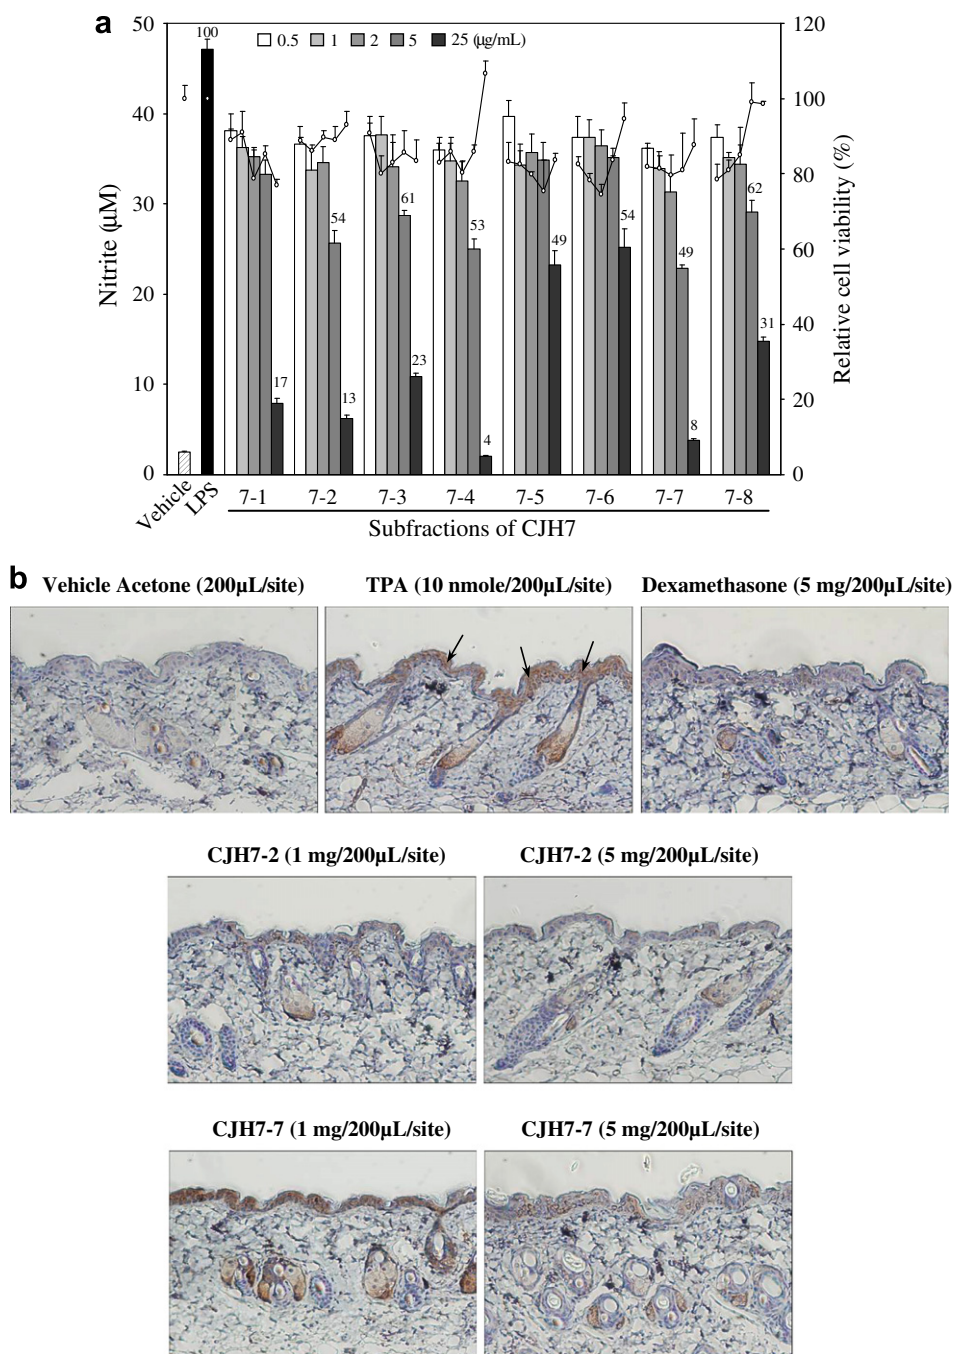 a
50
40
30
20
10
0
Nitrite (μM)
120
100
80
60
40
20
0
Relative cell viability (%)
0.5 1 2 5 25 (μg/mL)
100
17
54
13
61
23
53
4
49
54
49
8
62
31
Vehicle
LPS
7-1 7-2 7-3 7-4 7-5 7-6 7-7 7-8
Subfractions of CJH7
b
Vehicle Acetone (200μL/site)
TPA (10 nmole/200μL/site)
Dexamethasone (5 mg/200μL/site)
CJH7-2 (1 mg/200μL/site)
CJH7-2 (5 mg/200μL/site)
CJH7-7 (1 mg/200μL/site)
CJH7-7 (5 mg/200μL/site)